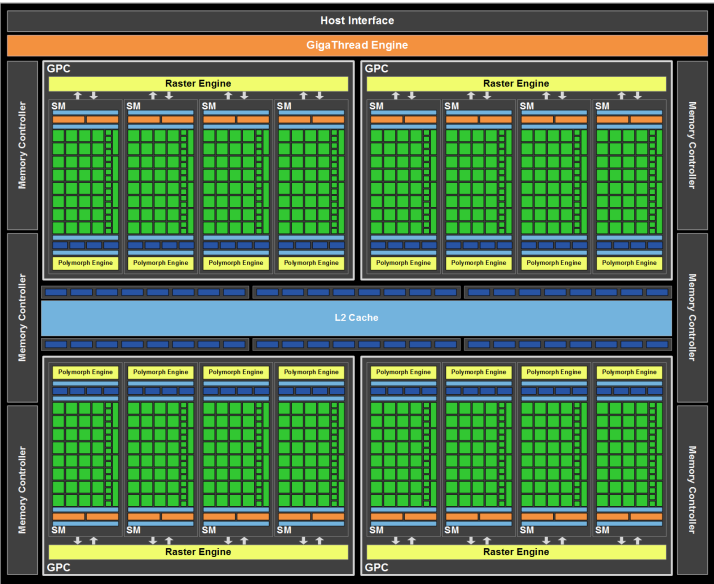 Host Interface
GigaThread Engine
GPC
GPC
Raster Engine
Raster Engine
SM SM SM SM
SM SM SM SM
Polymorph Engine Polymorph Engine Polymorph Engine Polymorph Engine
Polymorph Engine Polymorph Engine Polymorph Engine Polymorph Engine
Memory Controller
Memory Controller
Memory Controller
L2 Cache
Memory Controller
Memory Controller
Memory Controller
Polymorph Engine Polymorph Engine Polymorph Engine Polymorph Engine
Polymorph Engine Polymorph Engine Polymorph Engine Polymorph Engine
SM SM SM SM
SM SM SM SM
Raster Engine
Raster Engine
GPC
GPC